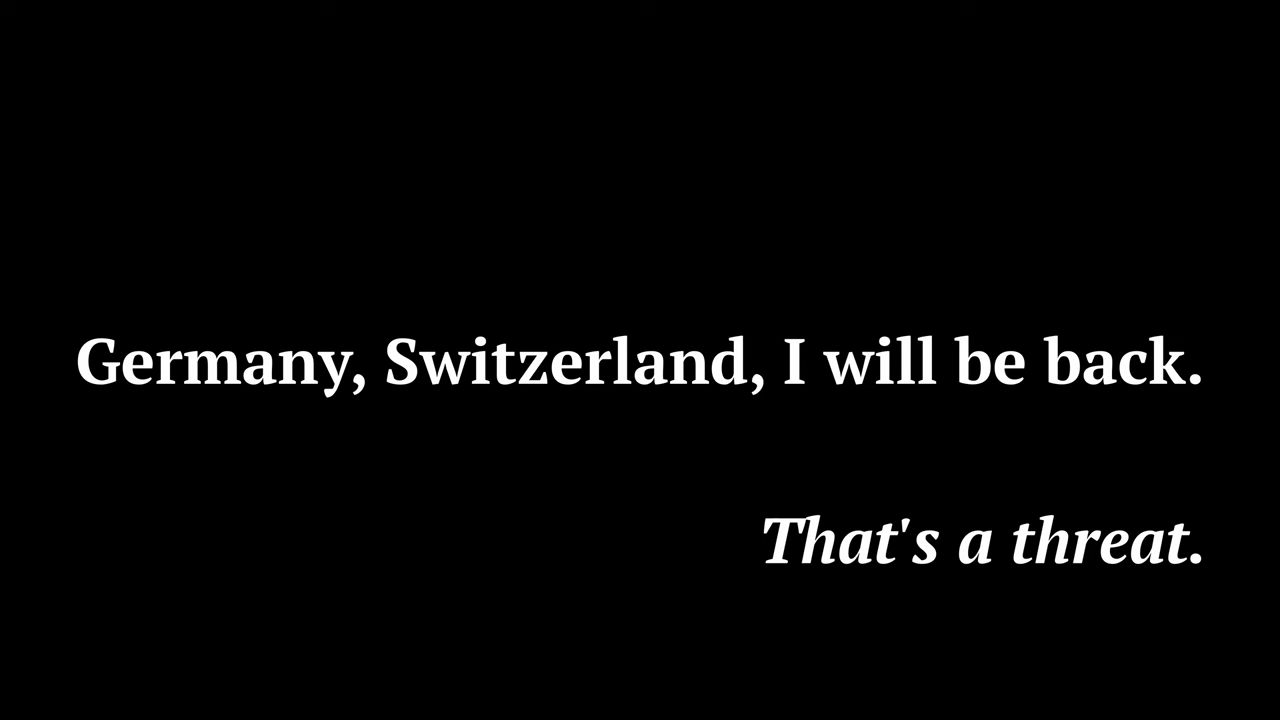 Germany, Switzerland, I will be back.
That's a threat.